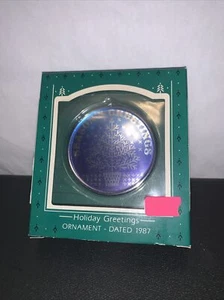 Holiday Greetings
ORNAMENT - DATED 1987